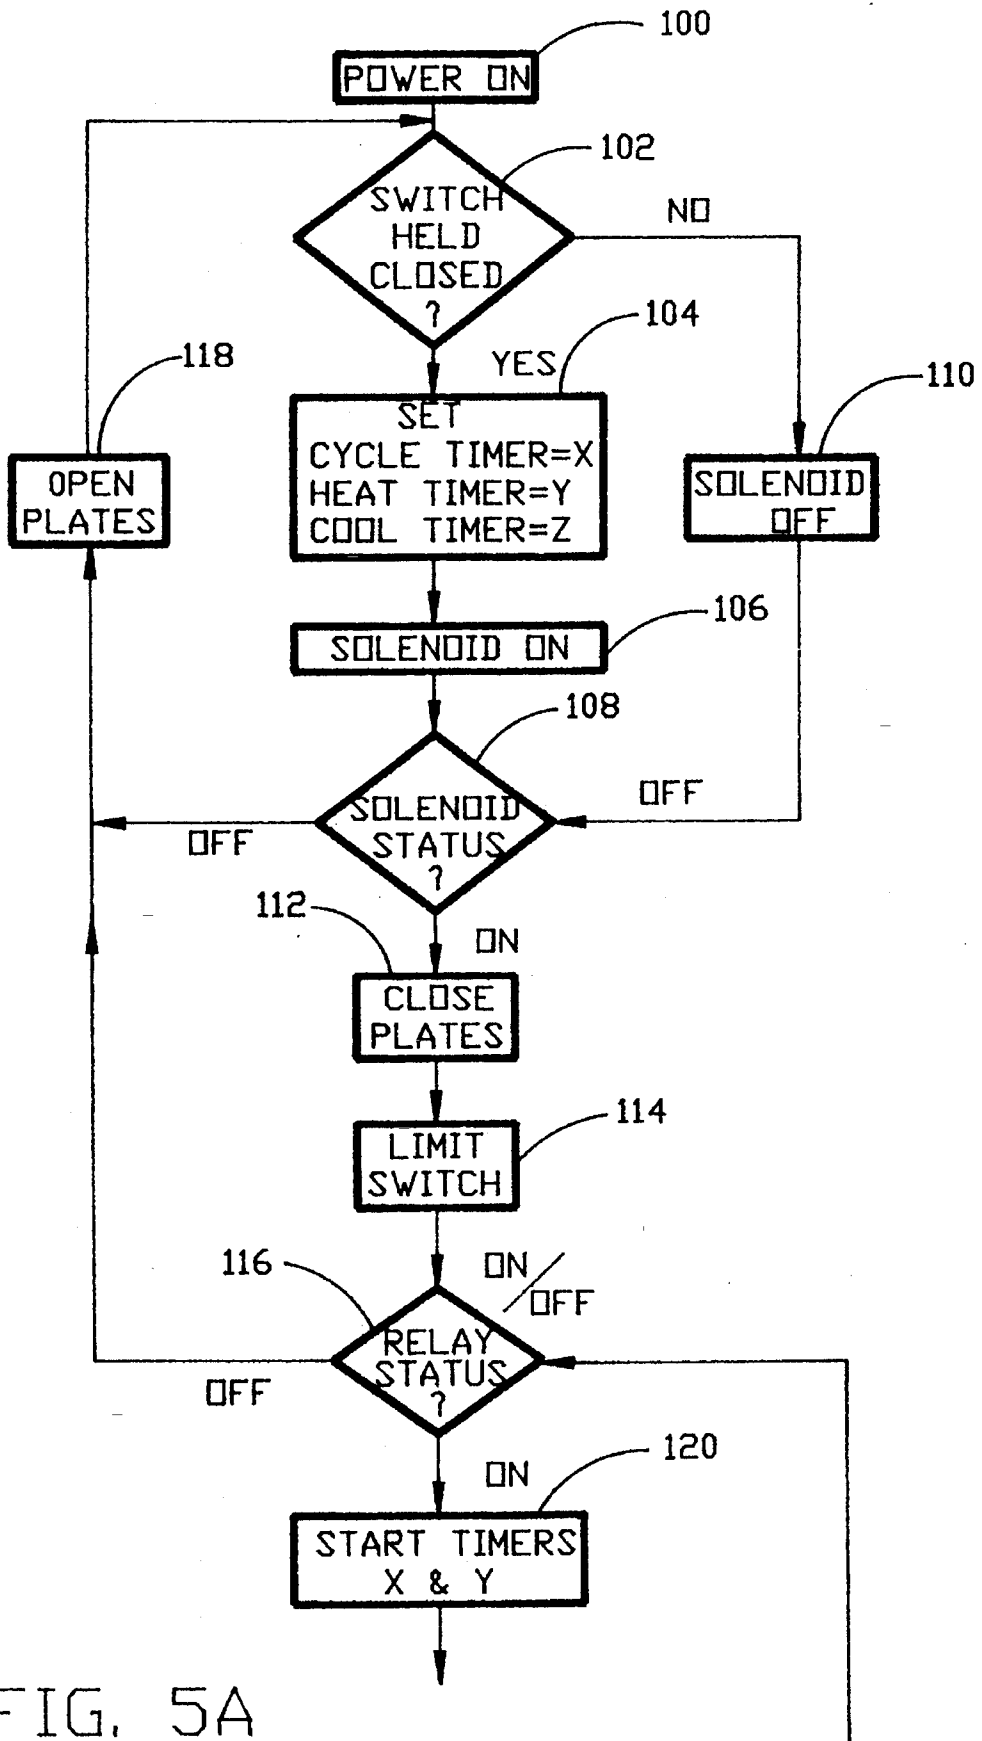 100
POWER ON
102
SWITCH
HELD
CLOSED
?
NO
YES
104
118
110
OPEN
PLATES
SET
CYCLE TIMER=X
HEAT TIMER=Y
COOL TIMER=Z
SOLENOID
OFF
106
SOLENOID ON
108
SOLENOID
STATUS
?
OFF
OFF
112
ON
CLOSE
PLATES
114
LIMIT
SWITCH
116
ON
/
OFF
RELAY
STATUS
?
OFF
ON
120
START TIMERS
X & Y
FIG. 5A